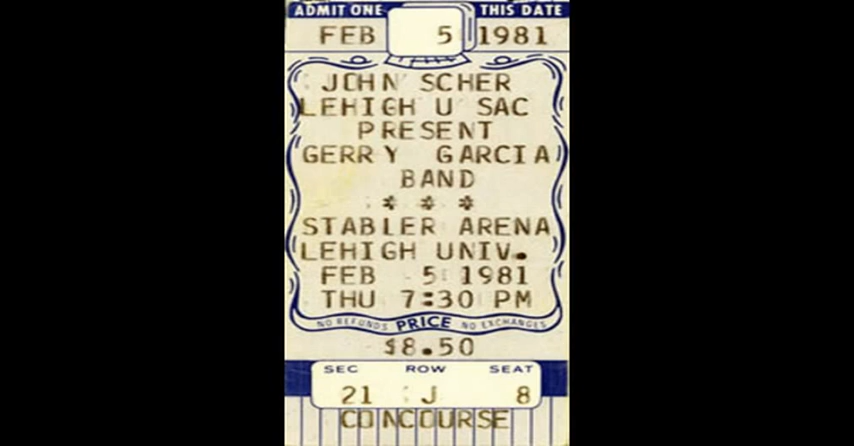 ADMIT ONE THIS DATE
FEB 5 1981
JOHN SCHER
LEHIGH U SAC
PRESENT
GERRY GARCIA
BAND
* * *
STABLER ARENA
LEHIGH UNIV.
FEB 5 1981
THU 7:30 PM
NO REFUNDS PRICE NO EXCHANGES
$8.50
SEC ROW SEAT
21 J 8
CONCOURSE